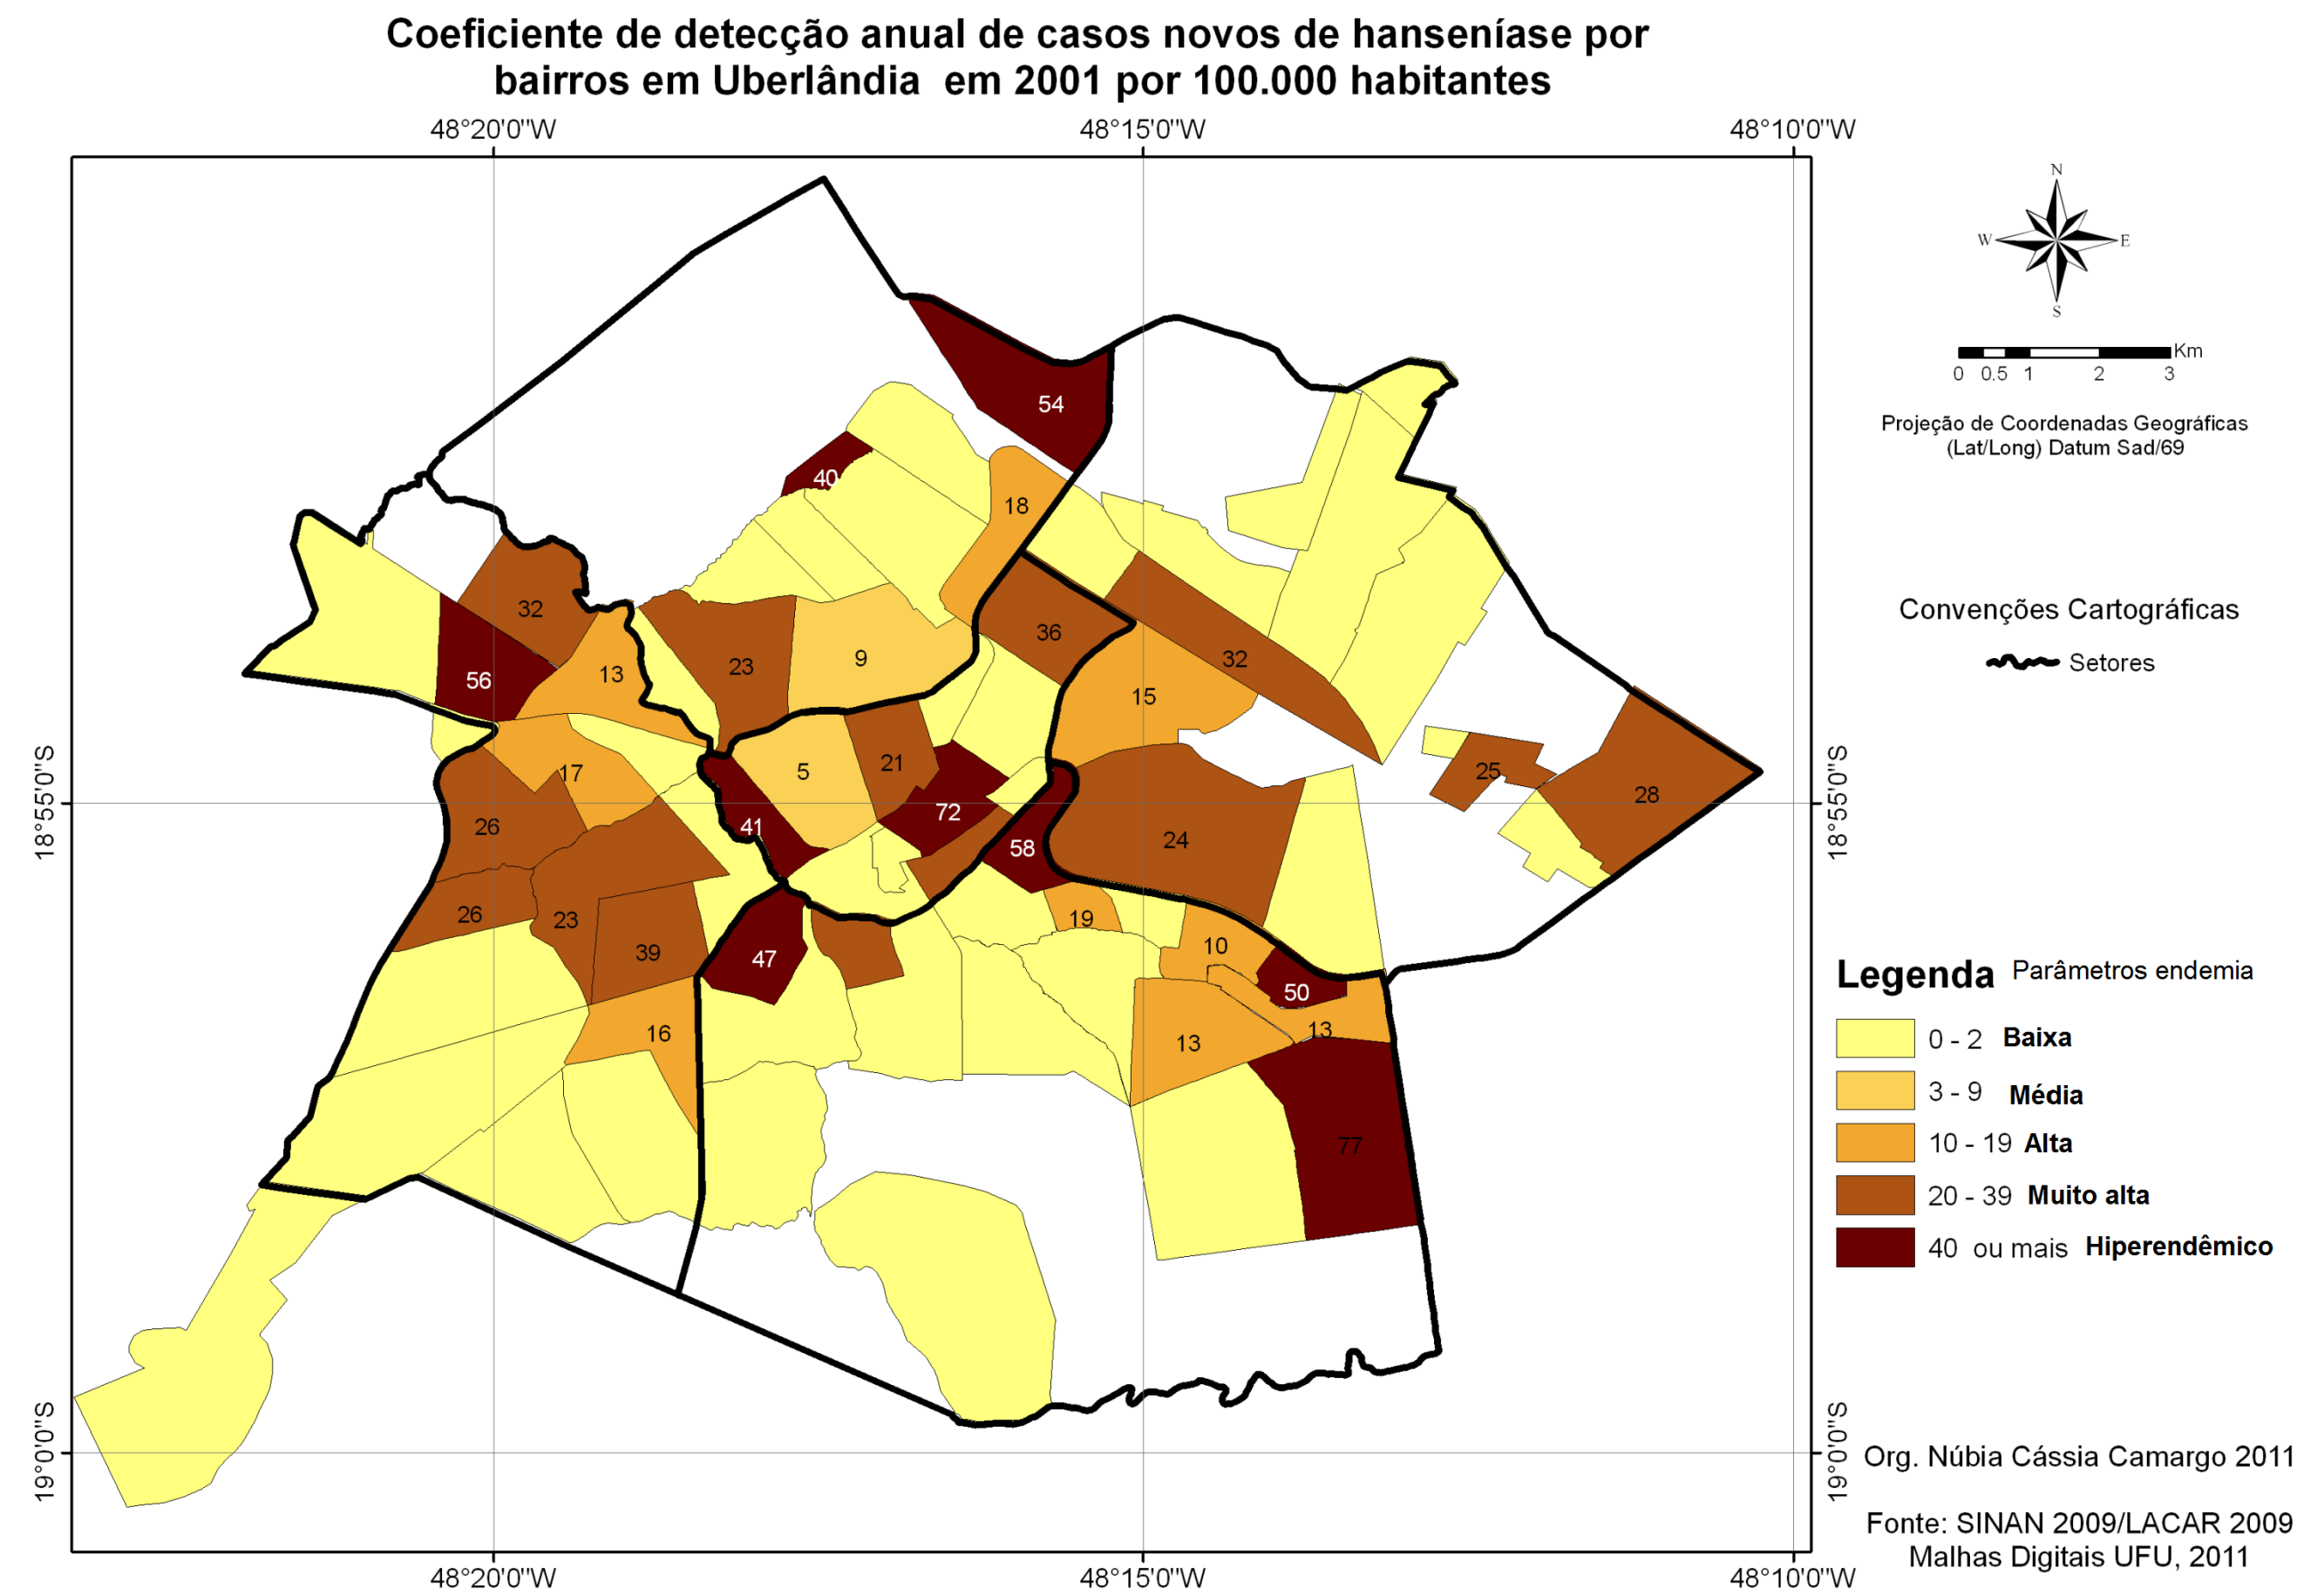 Coeficiente de detecção anual de casos novos de hanseníase por
bairros em Uberlândia em 2001 por 100.000 habitantes
48°20'0"W 48°15'0"W 48°10'0"W
N
W E
S
Km
0 0.5 1 2 3
Projeção de Coordenadas Geográficas
(Lat/Long) Datum Sad/69
Convenções Cartográficas
Setores
54
40
18
32
36
13
23
9
32
56
15
5
21
17
25
28
72
41
26
58
24
26
23
19
39
47
10
50
16
13
13
77
18°55'0"S 18°55'0"S
19°0'0"S 19°0'0"S
Legenda Parâmetros endemia
0 - 2 Baixa
3 - 9 Média
10 - 19 Alta
20 - 39 Muito alta
40 ou mais Hiperendêmico
Org. Núbia Cássia Camargo 2011
Fonte: SINAN 2009/LACAR 2009
Malhas Digitais UFU, 2011
48°20'0"W 48°15'0"W 48°10'0"W